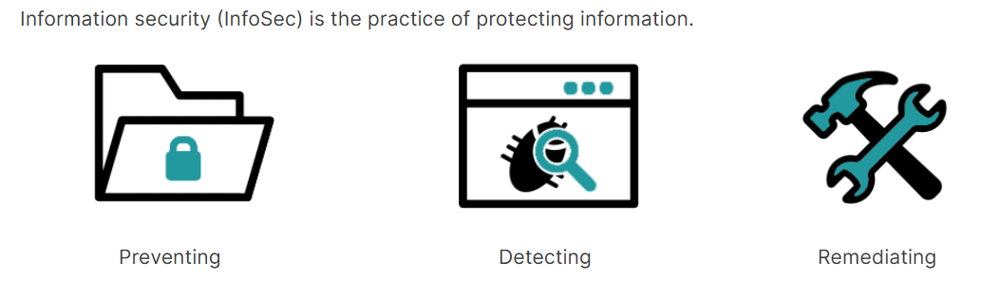 Information security (InfoSec) is the practice of protecting information.
Preventing
Detecting
Remediating